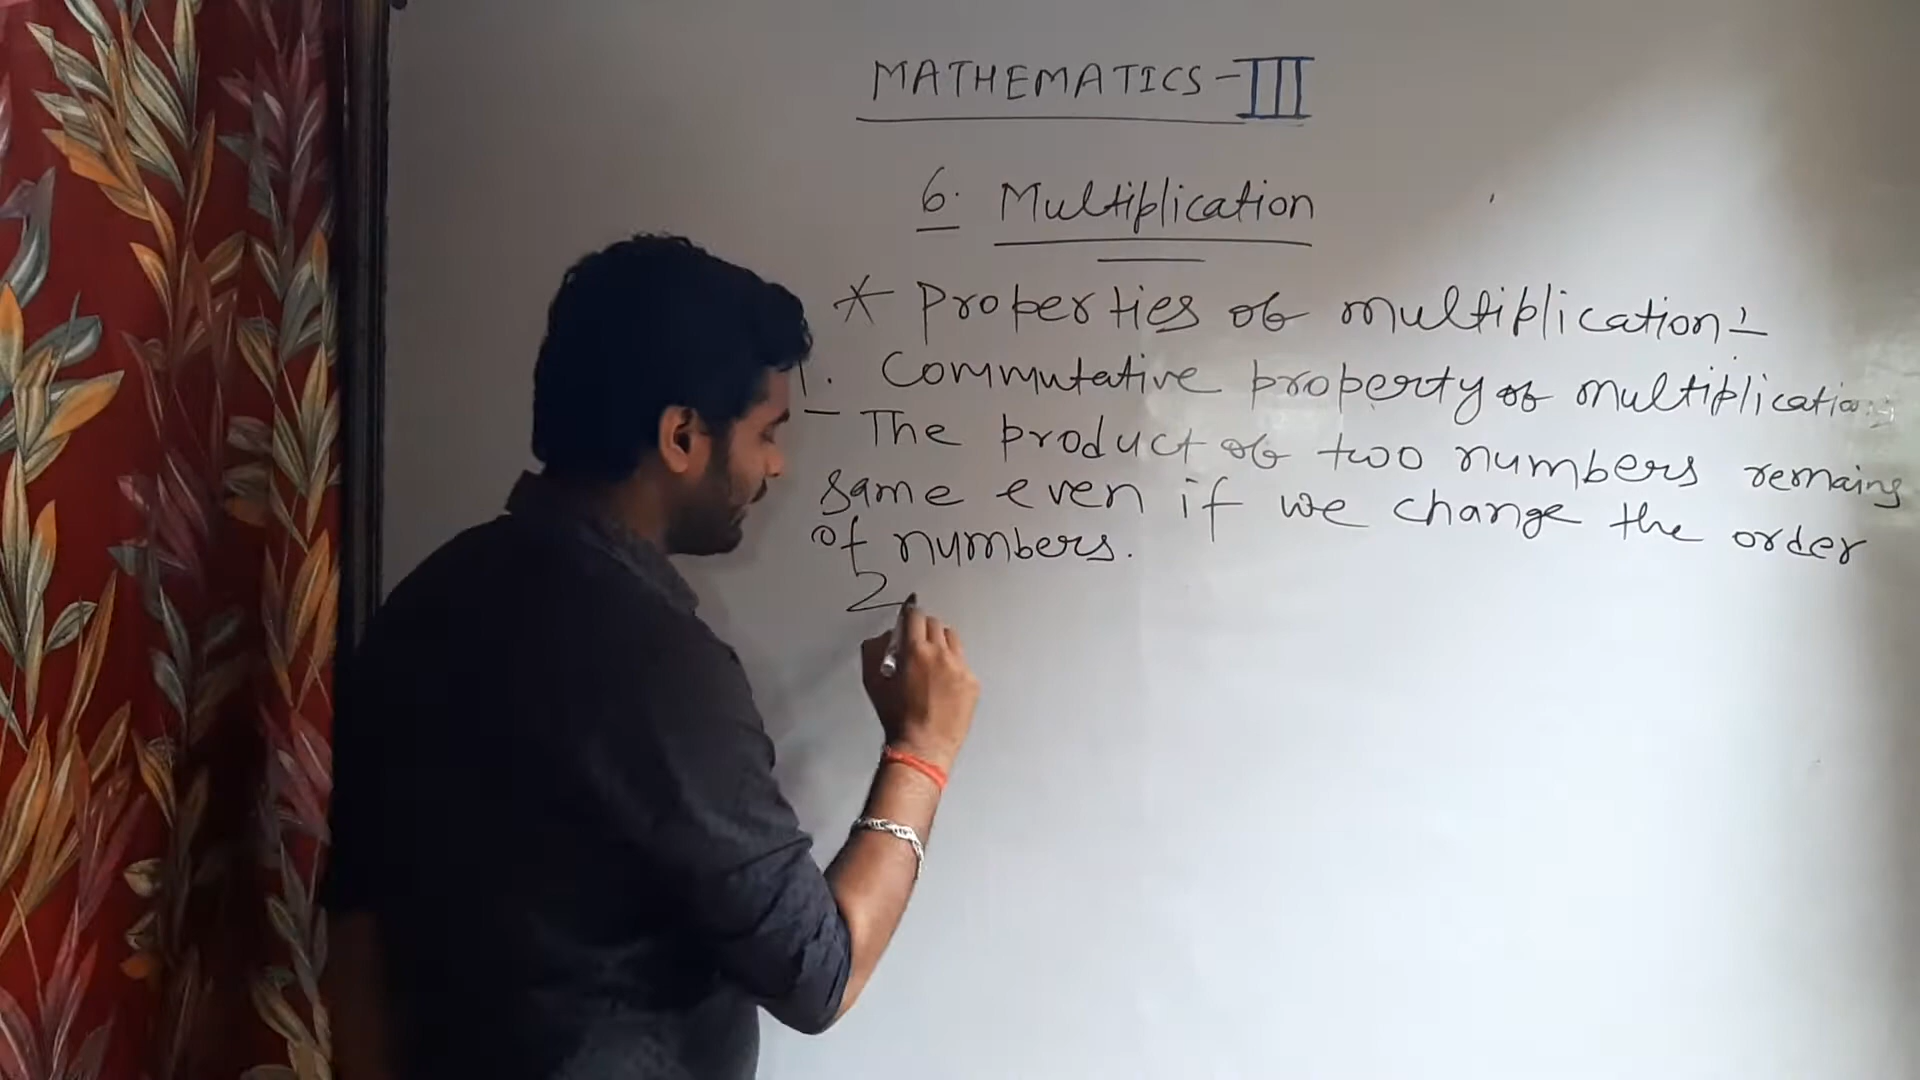 MATHEMATICS-III
6. Multiplication
* Properties of multiplication :-
1. Commutative property of multiplication:
- The product of two numbers remains
same even if we change the order
of numbers.
2